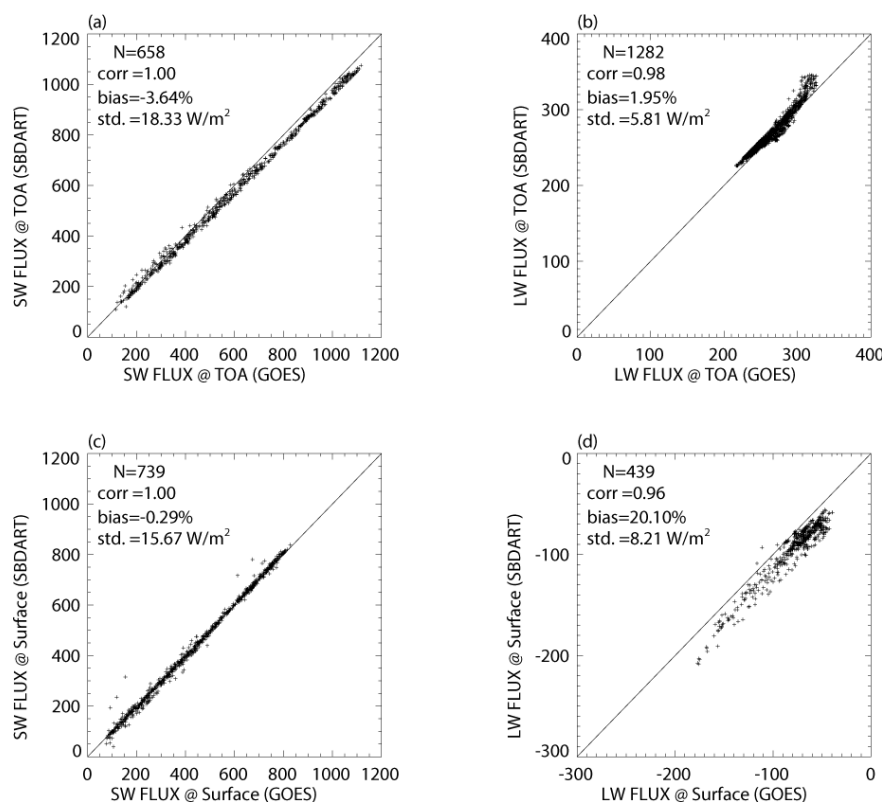 (a)
N=658
corr =1.00
bias=-3.64%
std. =18.33 W/m²
1200
1000
800
600
400
200
0
SW FLUX @ TOA (SBDART)
0 200 400 600 800 1000 1200
SW FLUX @ TOA (GOES)
(b)
N=1282
corr =0.98
bias=1.95%
std. =5.81 W/m²
400
300
200
100
0
LW FLUX @ TOA (SBDART)
0 100 200 300 400
LW FLUX @ TOA (GOES)
(c)
N=739
corr =1.00
bias=-0.29%
std. =15.67 W/m²
1200
1000
800
600
400
200
0
SW FLUX @ Surface (SBDART)
0 200 400 600 800 1000 1200
SW FLUX @ Surface (GOES)
(d)
N=439
corr =0.96
bias=20.10%
std. =8.21 W/m²
0
-100
-200
-300
LW FLUX @ Surface (SBDART)
-300 -200 -100 0
LW FLUX @ Surface (GOES)